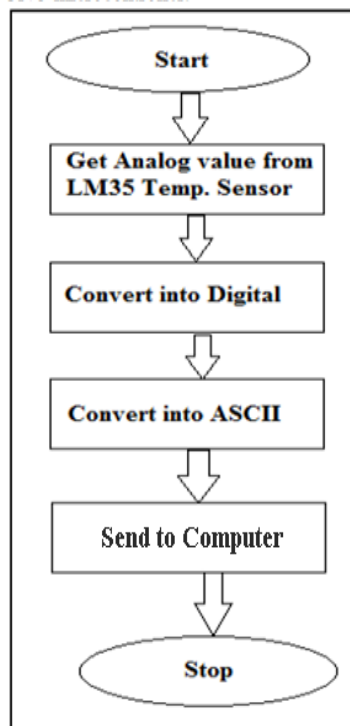 Start
Get Analog value from
LM35 Temp. Sensor
Convert into Digital
Convert into ASCII
Send to Computer
Stop